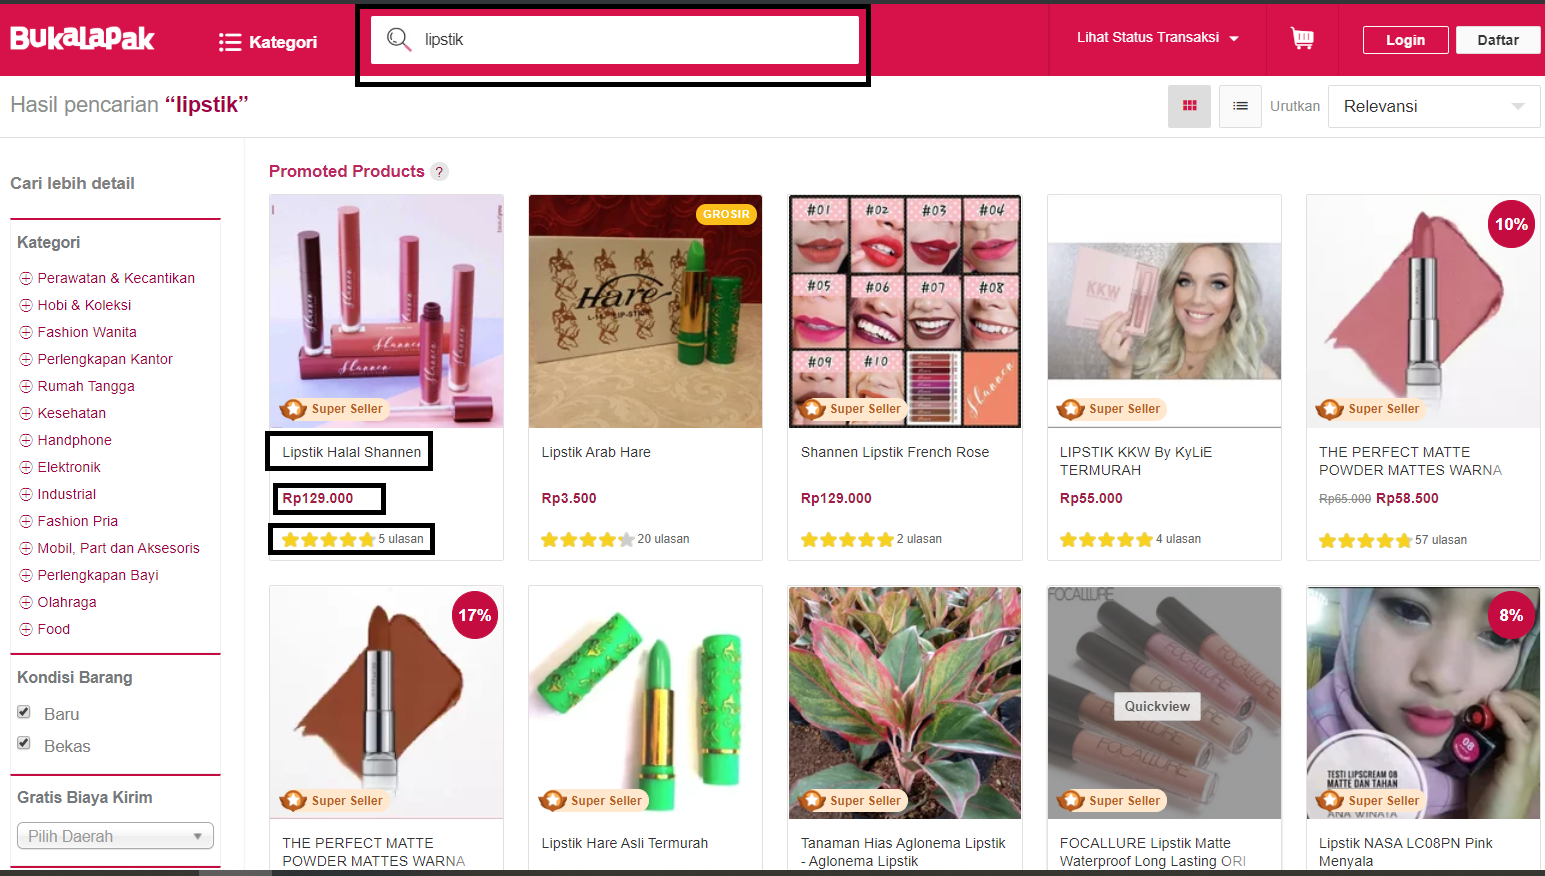 BukaLapak
Kategori
lipstik
Lihat Status Transaksi
Login
Daftar
Hasil pencarian “lipstik”
Urutkan
Relevansi
Cari lebih detail
Kategori
Perawatan & Kecantikan
Hobi & Koleksi
Fashion Wanita
Perlengkapan Kantor
Rumah Tangga
Kesehatan
Handphone
Elektronik
Industrial
Fashion Pria
Mobil, Part dan Aksesoris
Perlengkapan Bayi
Olahraga
Food
Kondisi Barang
Baru
Bekas
Gratis Biaya Kirim
Pilih Daerah
Promoted Products ?
Shannen
Super Seller
Lipstik Halal Shannen
Rp129.000
5 ulasan
GROSIR
Hare
Lipstik Arab Hare
Rp3.500
20 ulasan
#01 #02 #03 #04
#05 #06 #07 #08
#09 #10
Shannen
Super Seller
Shannen Lipstik French Rose
Rp129.000
2 ulasan
KKW
Super Seller
LIPSTIK KKW By KyLiE
TERMURAH
Rp55.000
4 ulasan
10%
Super Seller
THE PERFECT MATTE
POWDER MATTES WARNA
Rp65.000 Rp58.500
57 ulasan
17%
Super Seller
THE PERFECT MATTE
POWDER MATTES WARNA
Super Seller
Lipstik Hare Asli Termurah
Super Seller
Tanaman Hias Aglonema Lipstik
- Aglonema Lipstik
FOCALLURE
FOCALLURE
FOCALLURE
FOCALLURE
Quickview
Super Seller
FOCALLURE Lipstik Matte
Waterproof Long Lasting ORI
8%
08
TESTI LIPSCREAM 08
MATTE DAN TAHAN
ANA WINATA
Super Seller
Lipstik NASA LC08PN Pink
Menyala